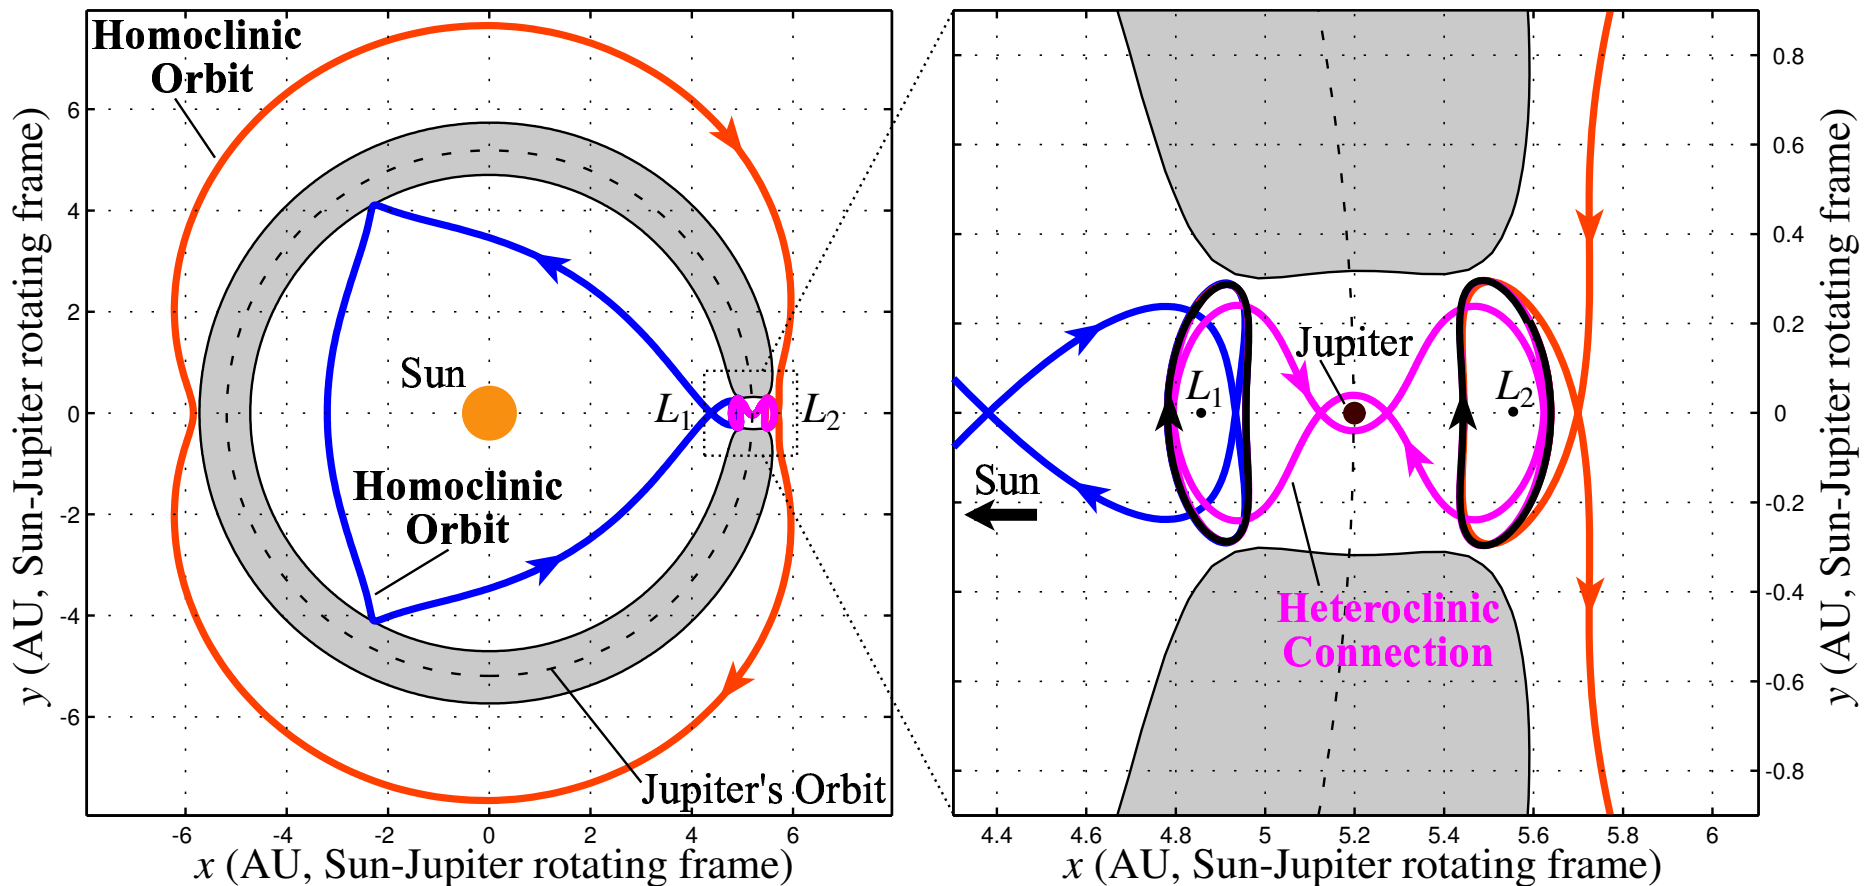 Homoclinic
Orbit
6
4
2
0
-2
-4
-6
y (AU, Sun-Jupiter rotating frame)
Sun
L1
L2
Homoclinic
Orbit
Jupiter's Orbit
-6
-4
-2
0
2
4
6
x (AU, Sun-Jupiter rotating frame)
Jupiter
L1
L2
Sun
Heteroclinic
Connection
0.8
0.6
0.4
0.2
0
-0.2
-0.4
-0.6
-0.8
y (AU, Sun-Jupiter rotating frame)
4.4
4.6
4.8
5
5.2
5.4
5.6
5.8
6
x (AU, Sun-Jupiter rotating frame)